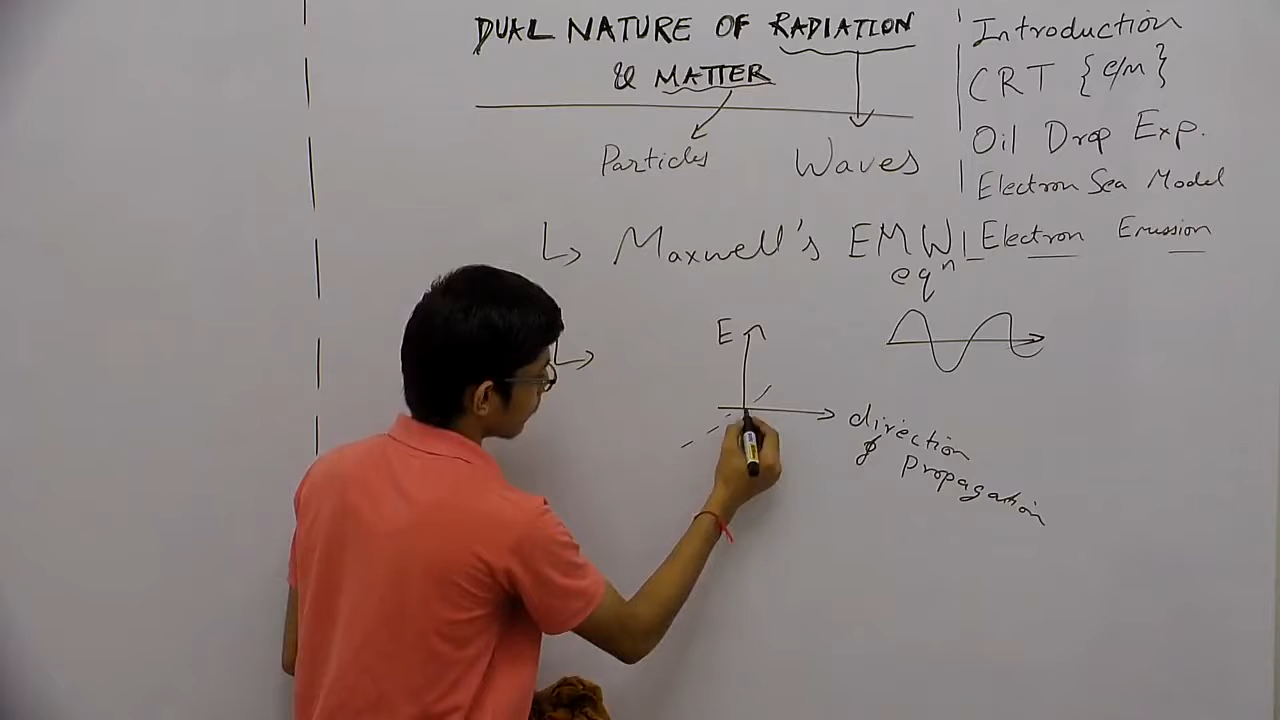 DUAL NATURE OF RADIATION
& MATTER
Particles
Waves
Introduction
CRT {e/m}
Oil Drop Exp.
Electron Sea Model
Electron Emission
Maxwell's EMW
eqn
E
direction
of Propagation